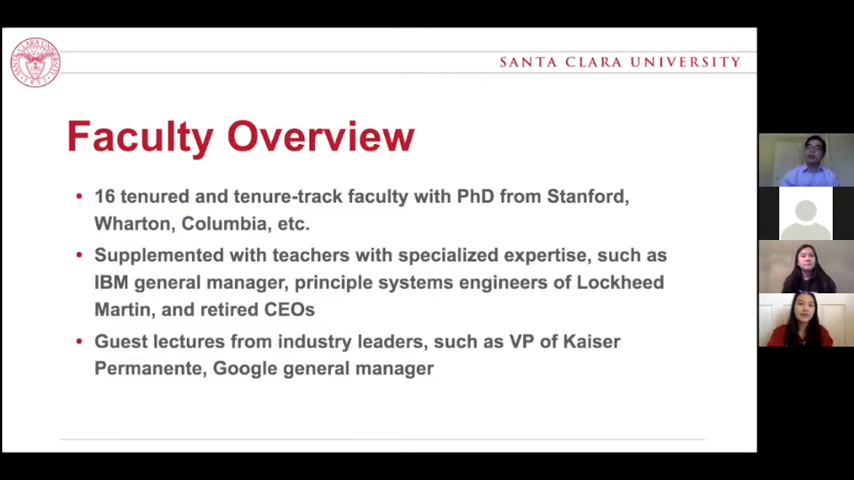 SANTA CLARA UNIVERSITY
Faculty Overview
• 16 tenured and tenure-track faculty with PhD from Stanford,
Wharton, Columbia, etc.
• Supplemented with teachers with specialized expertise, such as
IBM general manager, principle systems engineers of Lockheed
Martin, and retired CEOs
• Guest lectures from industry leaders, such as VP of Kaiser
Permanente, Google general manager